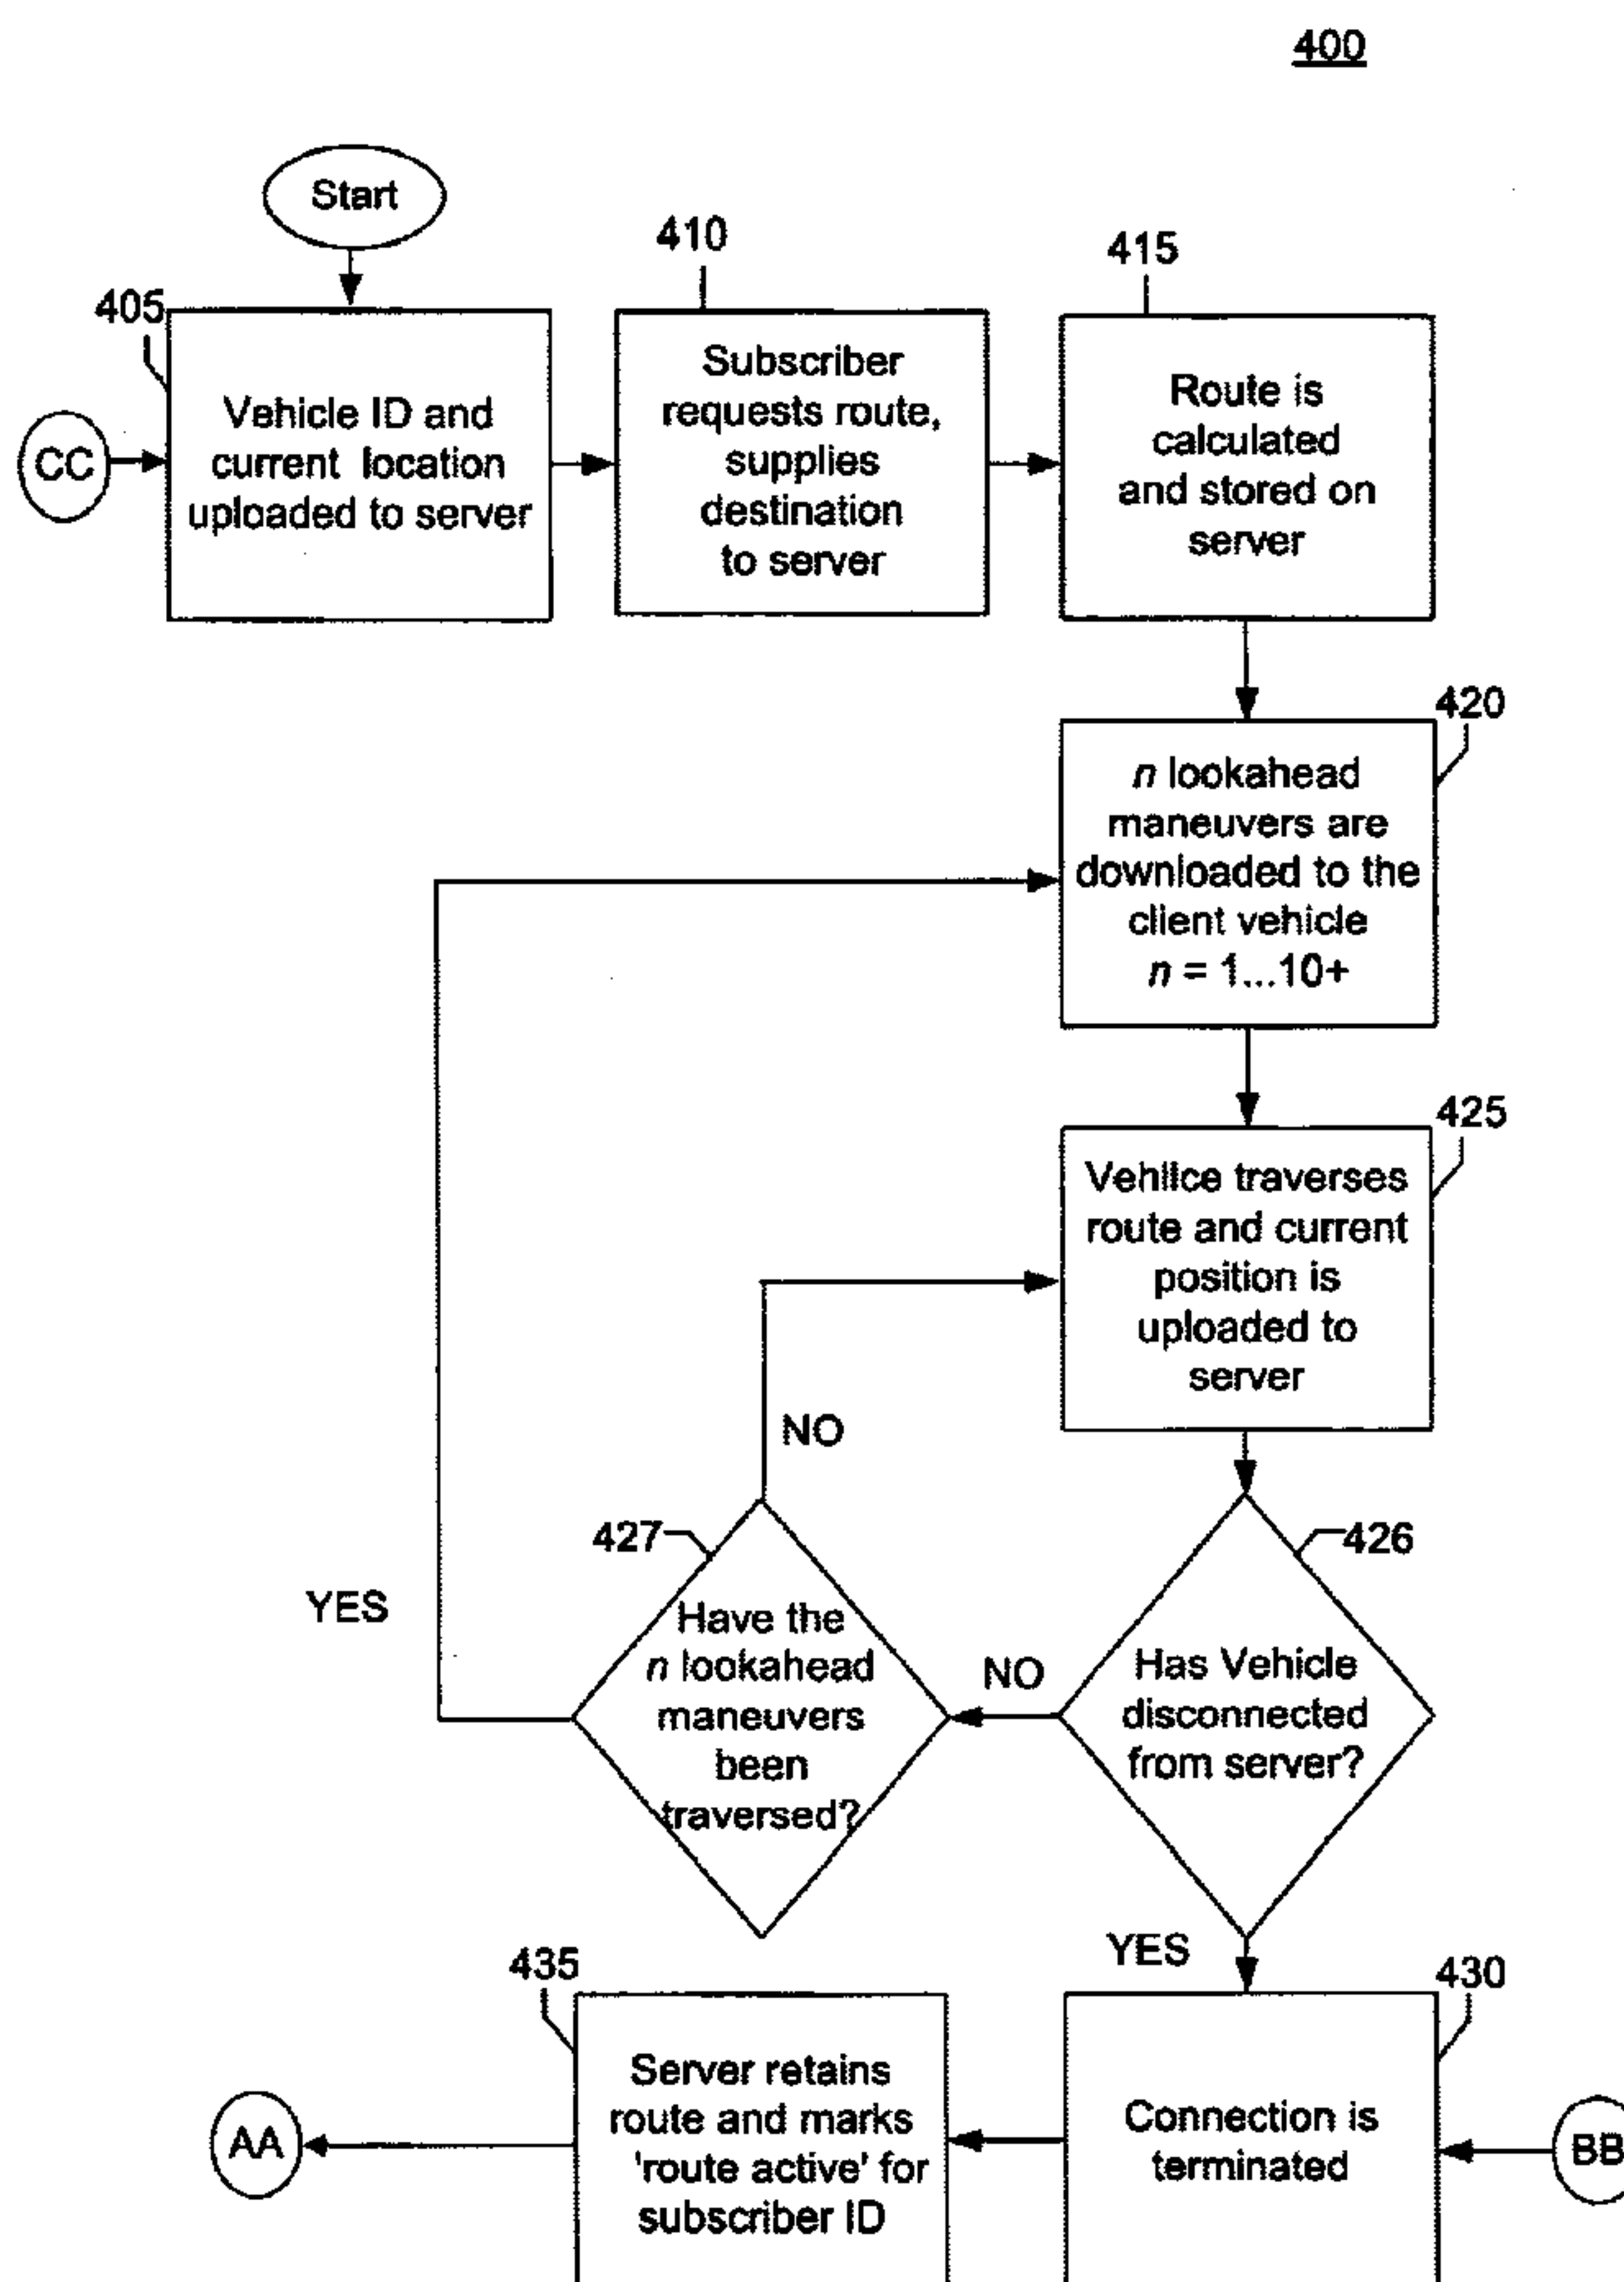 400
Start
405
410
415
CC
Vehicle ID and
current location
uploaded to server
Subscriber
requests route,
supplies
destination
to server
Route is
calculated
and stored on
server
420
n lookahead
maneuvers are
downloaded to the
client vehicle
n = 1...10+
425
Vehilce traverses
route and current
position is
uploaded to
server
NO
427
426
YES
Have the
n lookahead
maneuvers
been
traversed?
NO
Has Vehicle
disconnected
from server?
YES
435
430
AA
Server retains
route and marks
'route active' for
subscriber ID
Connection is
terminated
BB